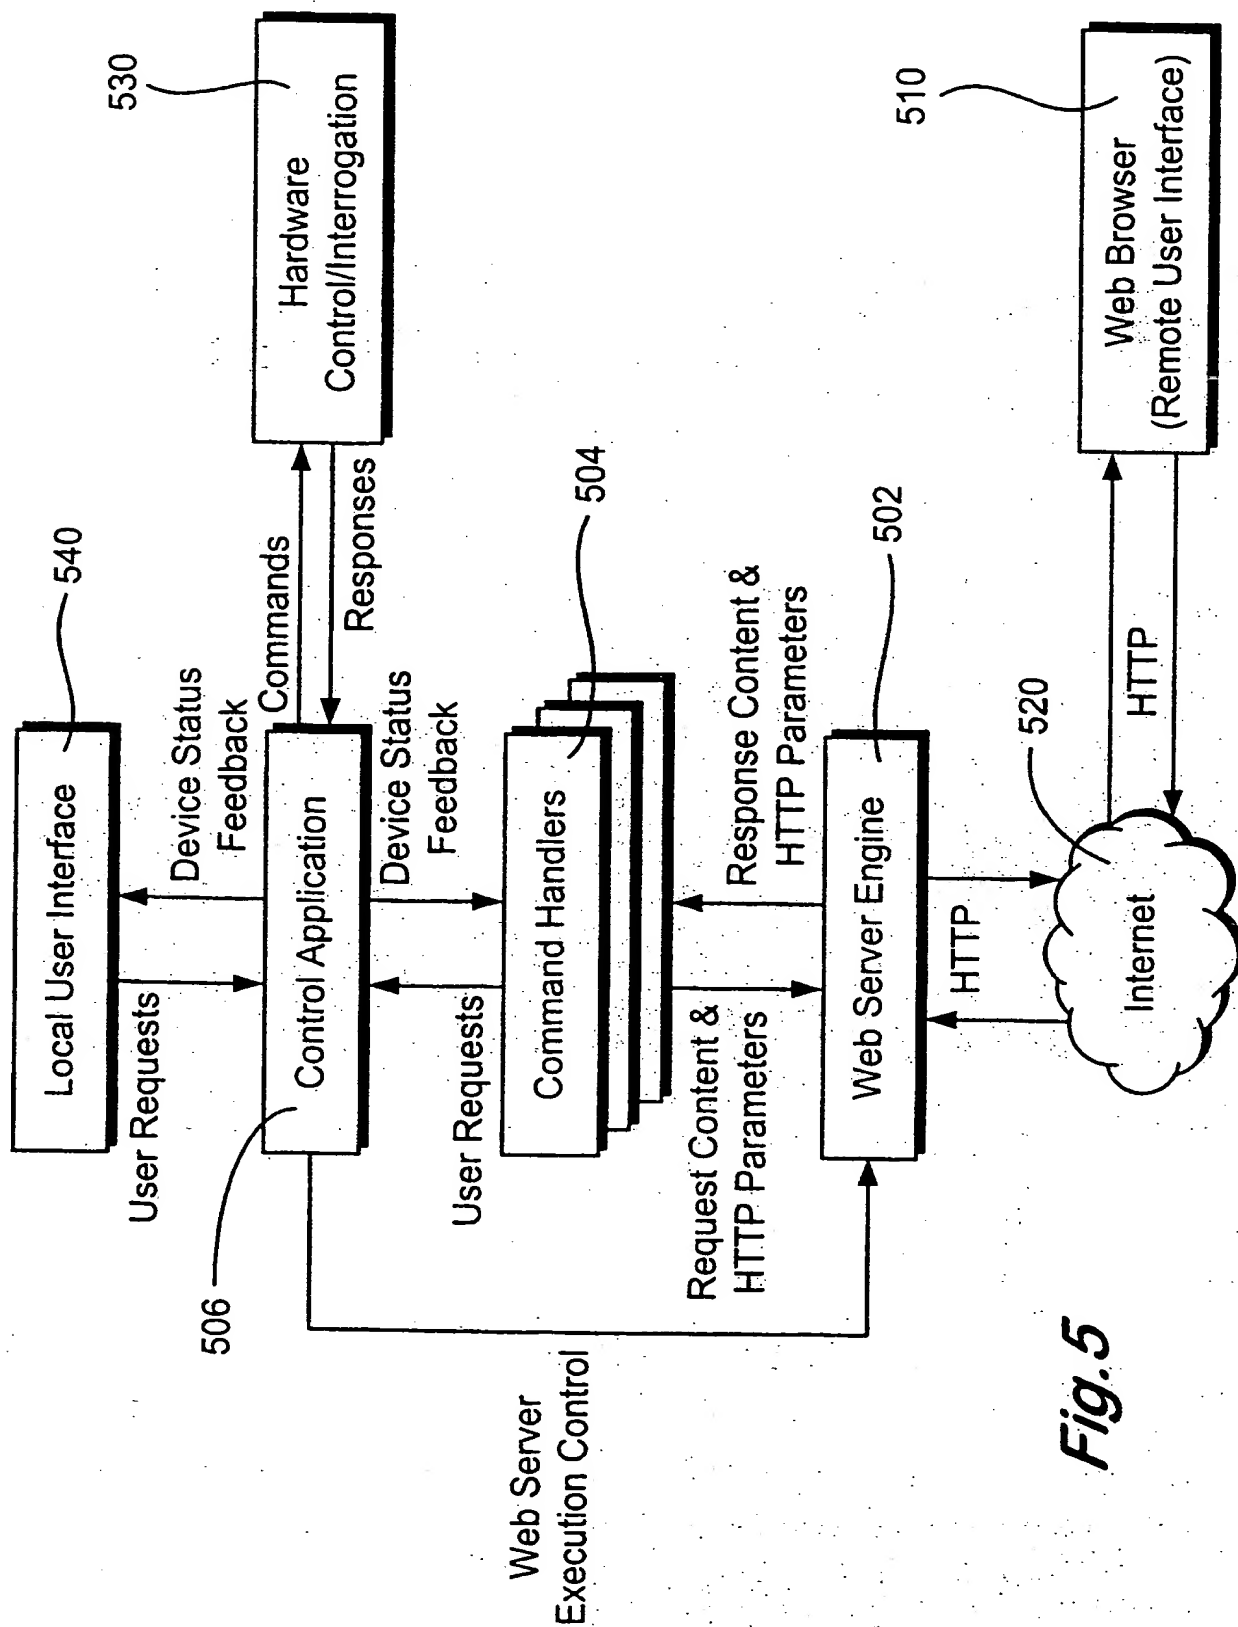 540
Local User Interface
User Requests
Device Status
Feedback
506
Control Application
Commands
Responses
530
Hardware
Control/Interrogation
User Requests
Device Status
Feedback
504
Command Handlers
Web Server
Execution Control
Request Content &
HTTP Parameters
Response Content &
HTTP Parameters
502
Web Server Engine
HTTP
520
Internet
HTTP
510
Web Browser
(Remote User Interface)
Fig.5